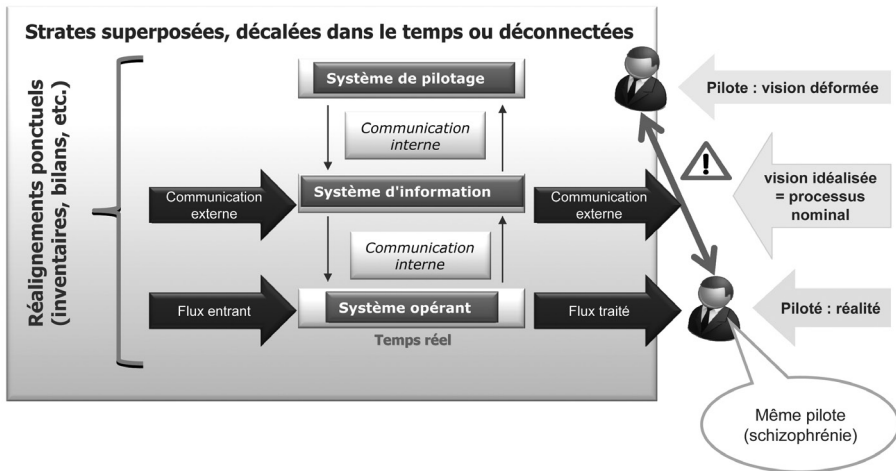 Strates superposées, décalées dans le temps ou déconnectées
Réalignements ponctuels
(inventaires, bilans, etc.)
Système de pilotage
Communication
interne
Communication
externe
Système d'information
Communication
externe
Communication
interne
Flux entrant
Système opérant
Flux traité
Temps réel
Pilote : vision déformée
vision idéalisée
= processus
nominal
Piloté : réalité
Même pilote
(schizophrénie)